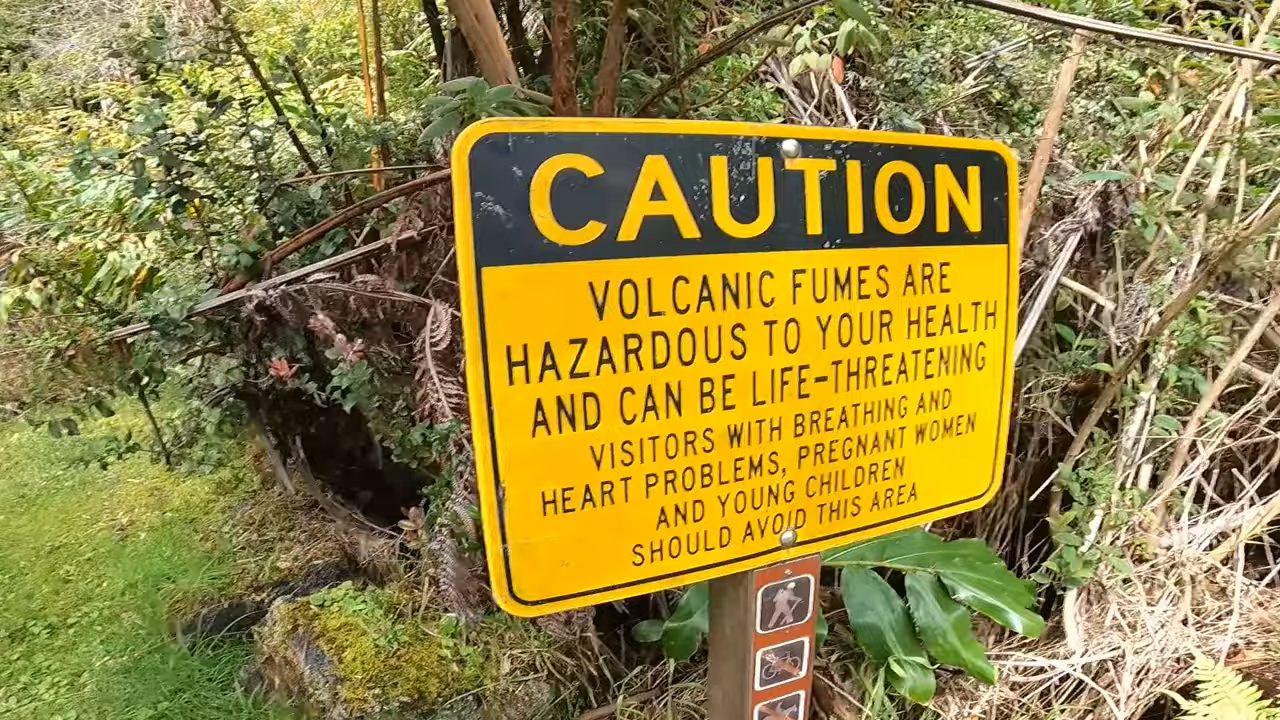 CAUTION
VOLCANIC FUMES ARE
HAZARDOUS TO YOUR HEALTH
AND CAN BE LIFE-THREATENING
VISITORS WITH BREATHING AND
HEART PROBLEMS, PREGNANT WOMEN
AND YOUNG CHILDREN
SHOULD AVOID THIS AREA